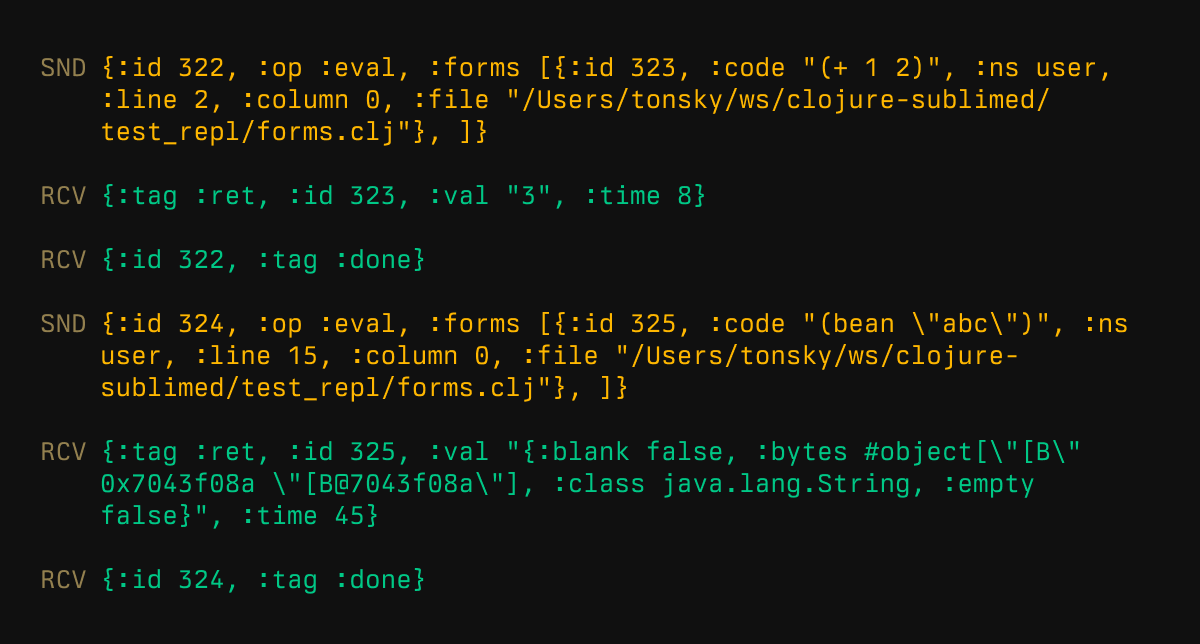 SND {:id 322, :op :eval, :forms [{:id 323, :code "(+ 1 2)", :ns user,
:line 2, :column 0, :file "/Users/tonsky/ws/clojure-sublimed/
test_repl/forms.clj"}, ]}
RCV {:tag :ret, :id 323, :val "3", :time 8}
RCV {:id 322, :tag :done}
SND {:id 324, :op :eval, :forms [{:id 325, :code "(bean \"abc\")", :ns
user, :line 15, :column 0, :file "/Users/tonsky/ws/clojure-
sublimed/test_repl/forms.clj"}, ]}
RCV {:tag :ret, :id 325, :val "{:blank false, :bytes #object[\"[B\"
0x7043f08a \"[B@7043f08a\"], :class java.lang.String, :empty
false}", :time 45}
RCV {:id 324, :tag :done}